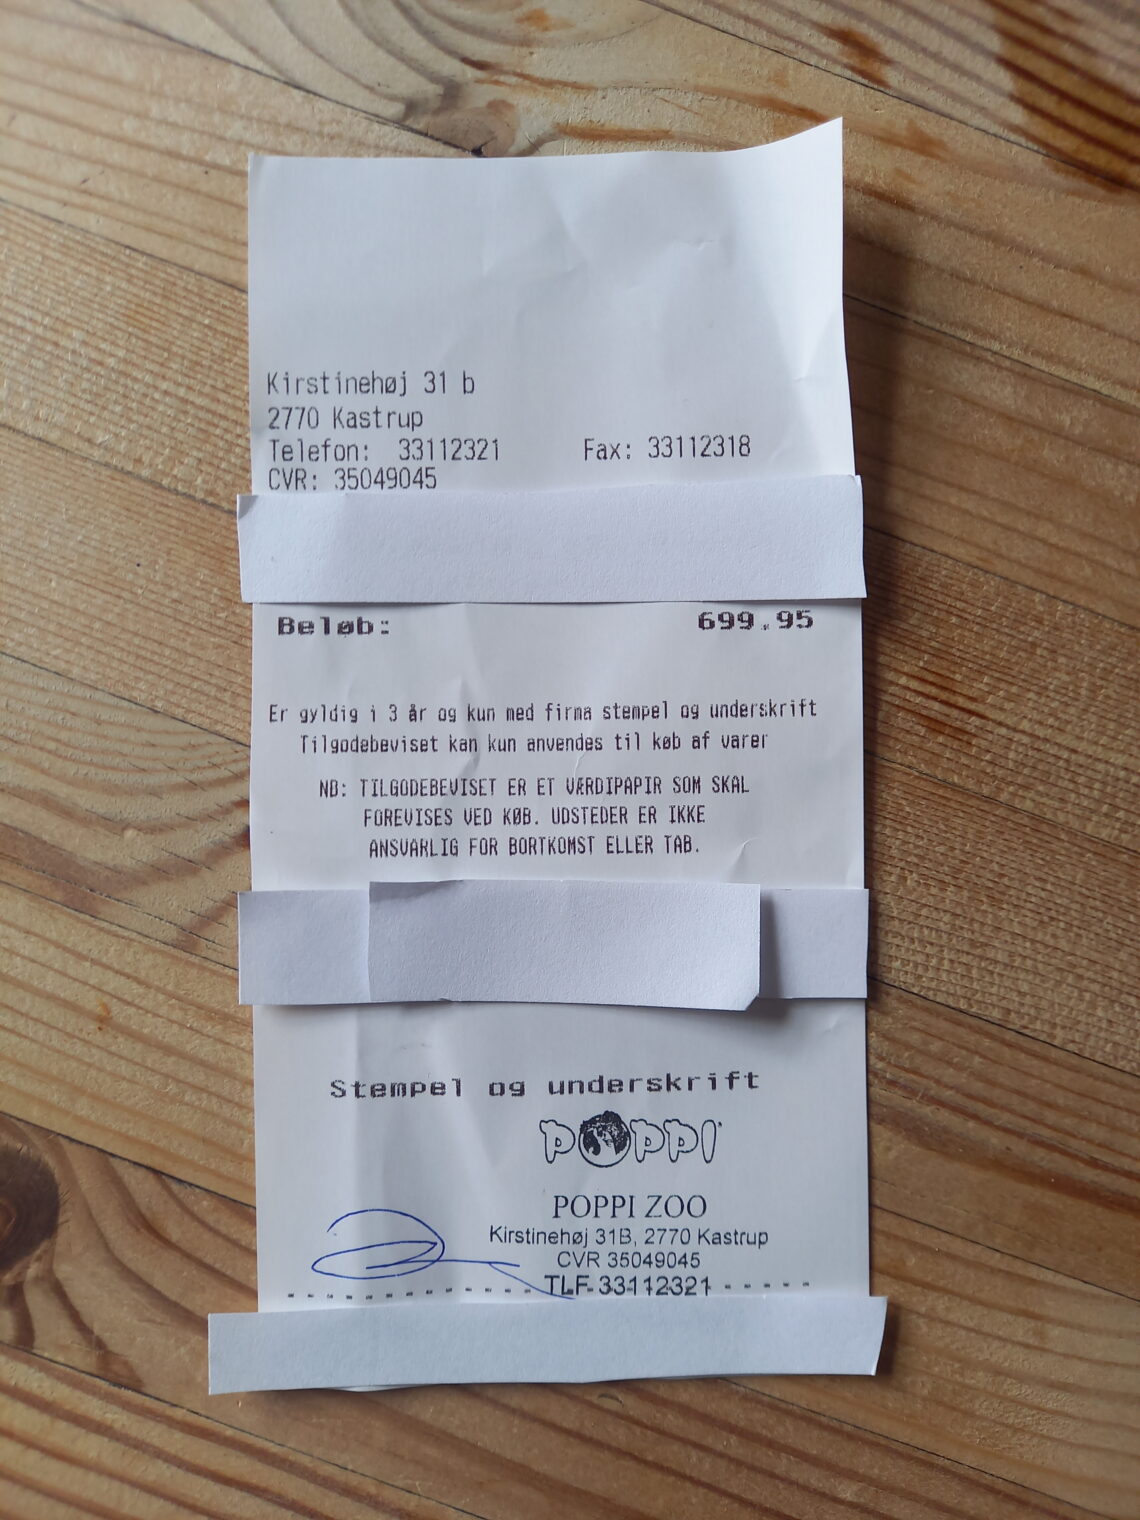 Kirstinehøj 31 b
2770 Kastrup
Telefon: 33112321 Fax: 33112318
CVR: 35049045
Beløb: 699.95
Er gyldig i 3 år og kun med firma stempel og underskrift
Tilgodebeviset kan kun anvendes til køb af varer
NB: TILGODEBEVISET ER ET VÆRDIPAPIR SOM SKAL
FOREVISES VED KØB. UDSTEDER ER IKKE
ANSVARLIG FOR BORTKOMST ELLER TAB.
Stempel og underskrift
POPPI
POPPI ZOO
Kirstinehøj 31B, 2770 Kastrup
CVR 35049045
TLF 33112321